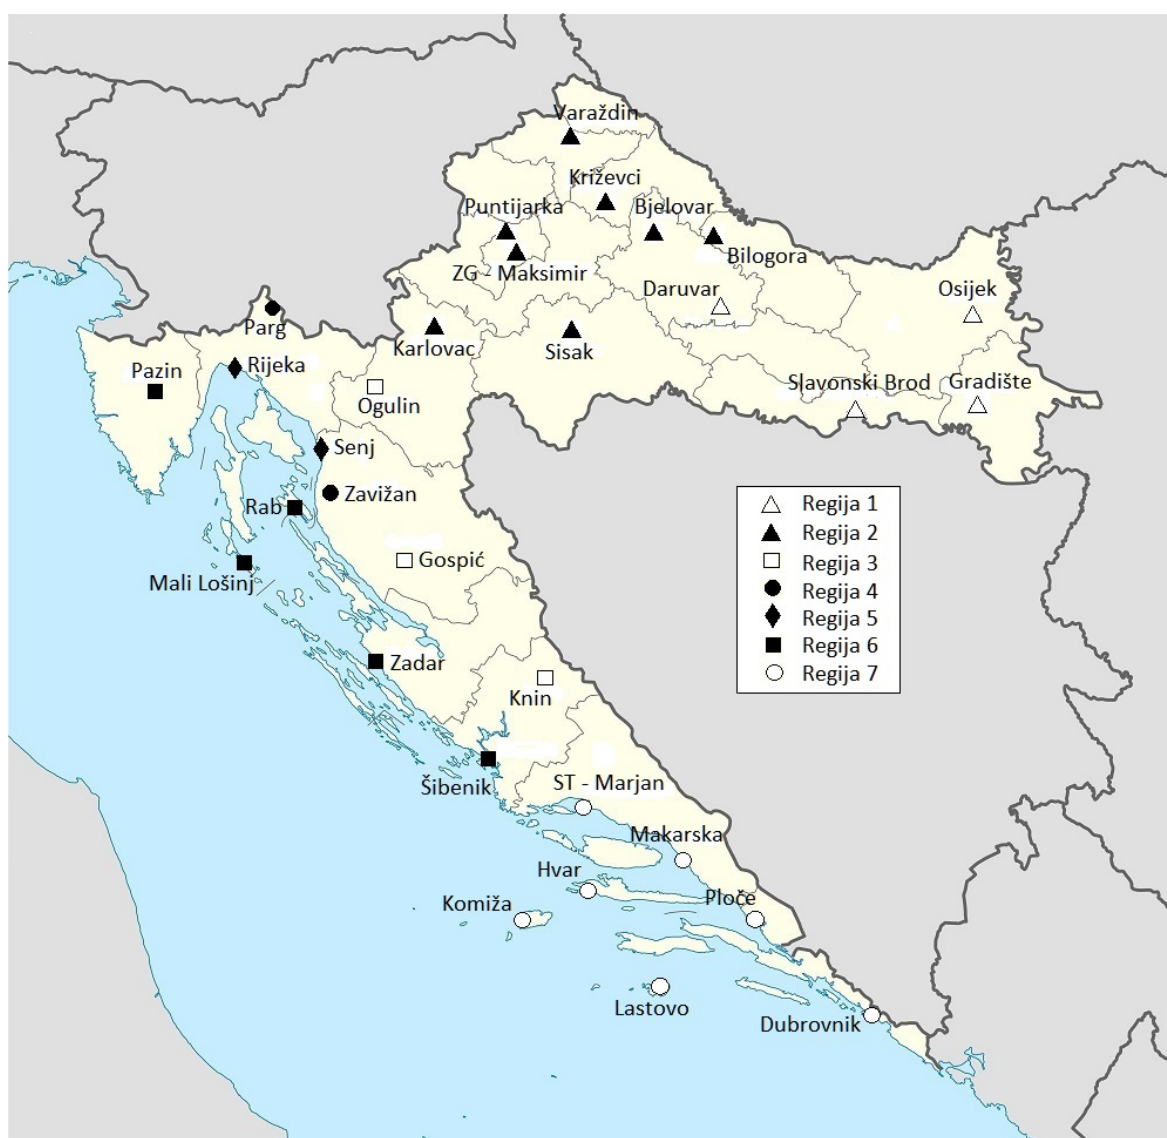 Varaždin
Križevci
Puntijarka
Bjelovar
Bilogora
ZG - Maksimir
Daruvar
Osijek
Parg
Karlovac
Sisak
Rijeka
Pazin
Slavonski Brod
Gradište
Ogulin
Senj
Zavižan
Rab
Gospić
Mali Lošinj
Zadar
Knin
Šibenik
ST - Marjan
Makarska
Hvar
Komiža
Ploče
Lastovo
Dubrovnik
Regija 1
Regija 2
Regija 3
Regija 4
Regija 5
Regija 6
Regija 7